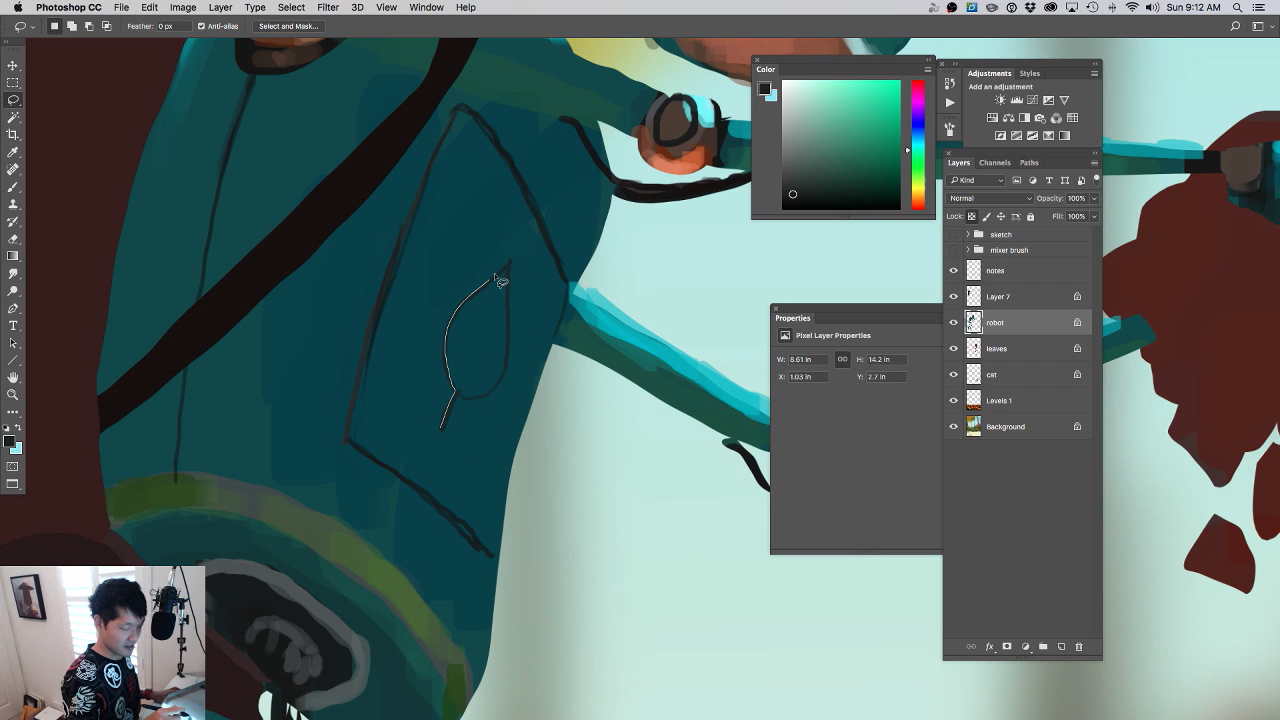 Photoshop CC File Edit Image Layer Type Select Filter 3D View Window Help Sun 9:12 AM
Feather: 0 px Anti-alias Select and Mask...
Color
Adjustments Styles
Add an adjustment
Layers Channels Paths
Kind
Normal Opacity: 100%
Lock: Fill: 100%
sketch
mixer brush
notes
Layer 7
robot
leaves
cat
Levels 1
Background
fx
Properties
Pixel Layer Properties
W: 8.61 in H: 14.2 in
X: 1.03 in Y: 2.7 in